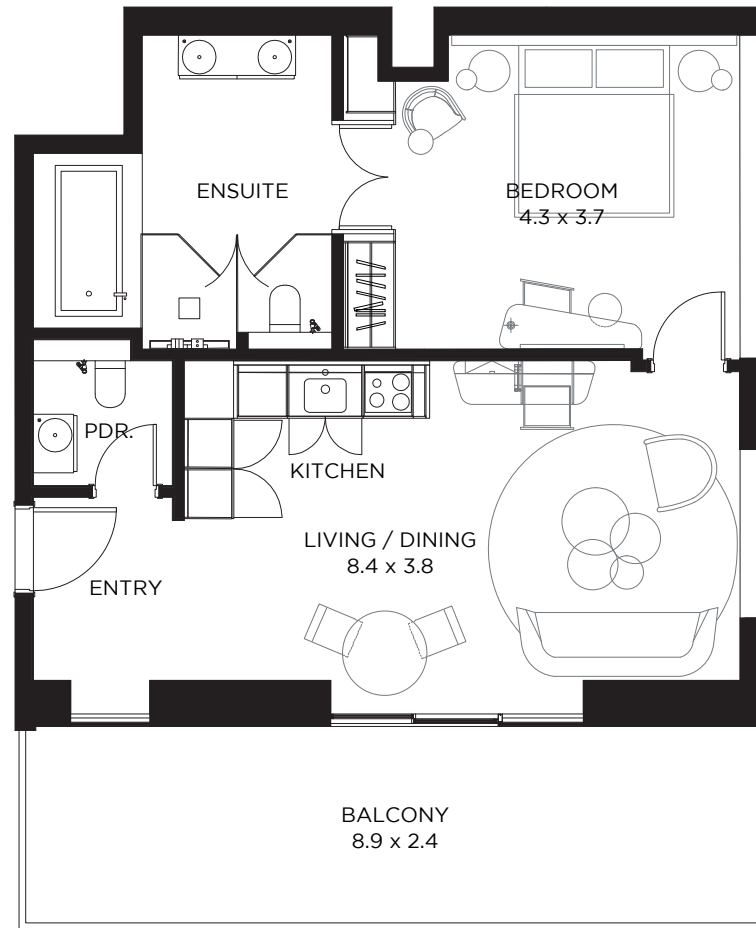 ENSUITE
BEDROOM
4.3 x 3.7
PDR.
KITCHEN
LIVING / DINING
8.4 x 3.8
ENTRY
BALCONY
8.9 x 2.4